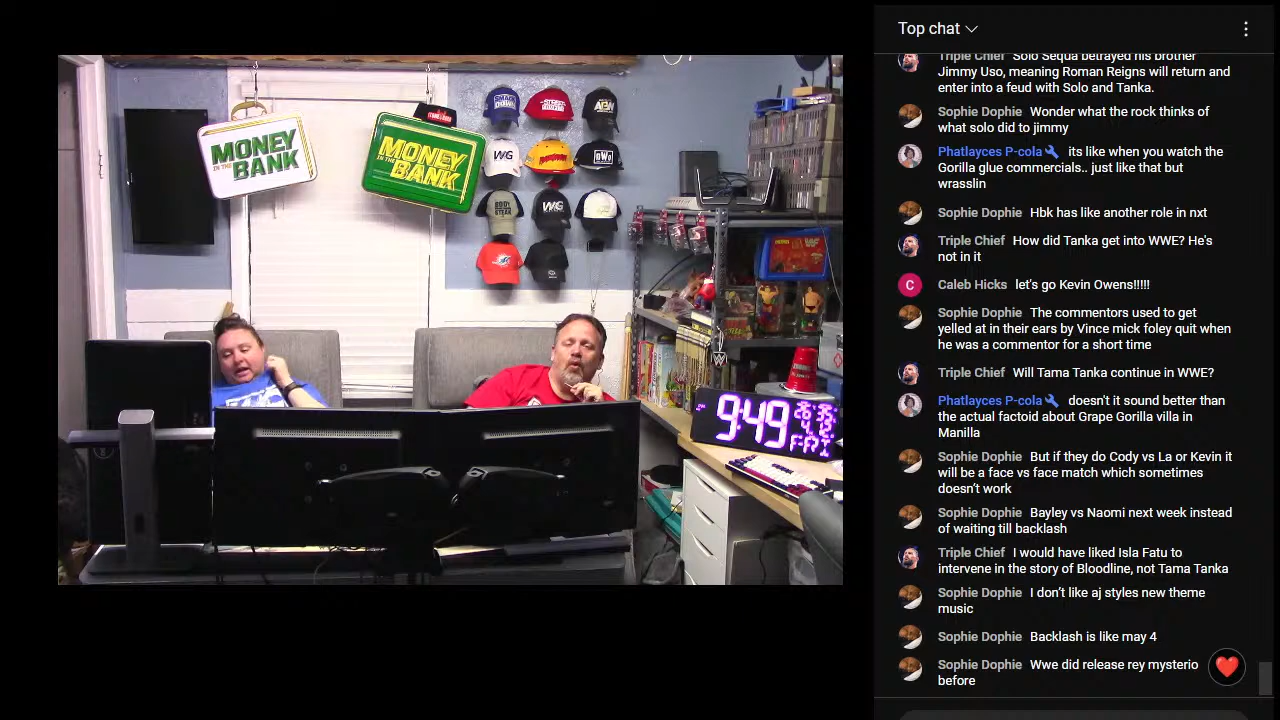 Top chat
Solo Sequa betrayed his brother
Jimmy Uso, meaning Roman Reigns will return and
enter into a feud with Solo and Tanka.
Triple Chief
Sophie Dophie Wonder what the rock thinks of
what solo did to jimmy
Phatlayces P-cola its like when you watch the
Gorilla glue commercials.. just like that but
wrasslin
Sophie Dophie Hbk has like another role in nxt
Triple Chief How did Tanka get into WWE? He's
not in it
C Caleb Hicks let's go Kevin Owens!!!!!
Sophie Dophie The commentors used to get
yelled at in their ears by Vince mick foley quit when
he was a commentor for a short time
Triple Chief Will Tama Tanka continue in WWE?
Phatlayces P-cola doesn't it sound better than
the actual factoid about Grape Gorilla villa in
Manilla
Sophie Dophie But if they do Cody vs La or Kevin it
will be a face vs face match which sometimes
doesn't work
Sophie Dophie Bayley vs Naomi next week instead
of waiting till backlash
Triple Chief I would have liked Isla Fatu to
intervene in the story of Bloodline, not Tama Tanka
Sophie Dophie I don't like aj styles new theme
music
Sophie Dophie Backlash is like may 4
Sophie Dophie Wwe did release rey mysterio
before
MONEY
IN THE BANK
MONEY
IN THE BANK
WG
nWo
WG
9:49
FRI